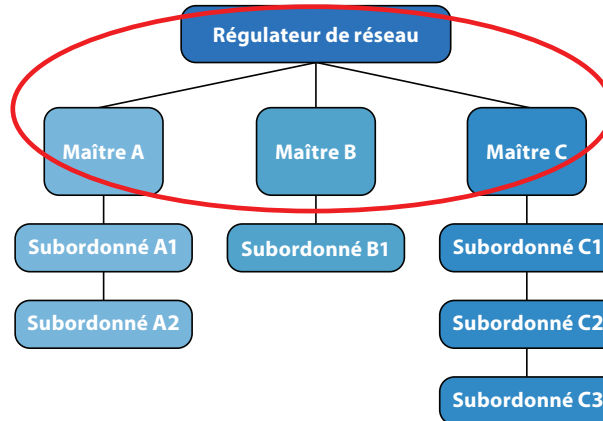 Régulateur de réseau
Maître A
Maître B
Maître C
Subordonné A1
Subordonné B1
Subordonné C1
Subordonné A2
Subordonné C2
Subordonné C3